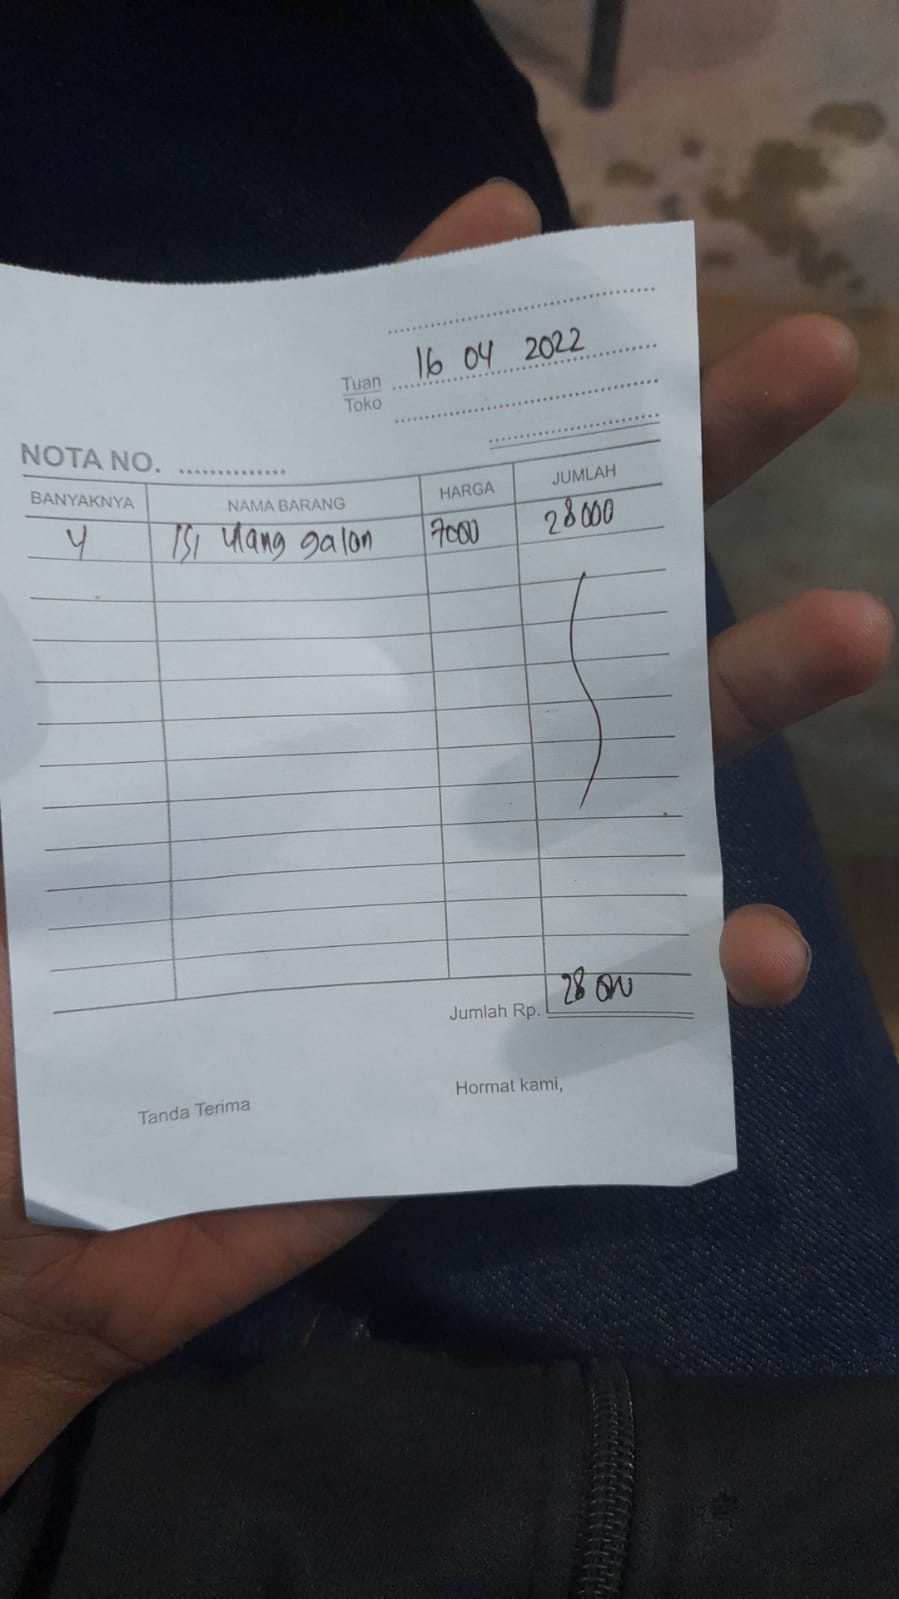 16 04 2022
Tuan
Toko
NOTA NO.
BANYAKNYA NAMA BARANG HARGA JUMLAH
4 Isi Ulang galon 7000 28000
Jumlah Rp. 28 000
Tanda Terima Hormat kami,